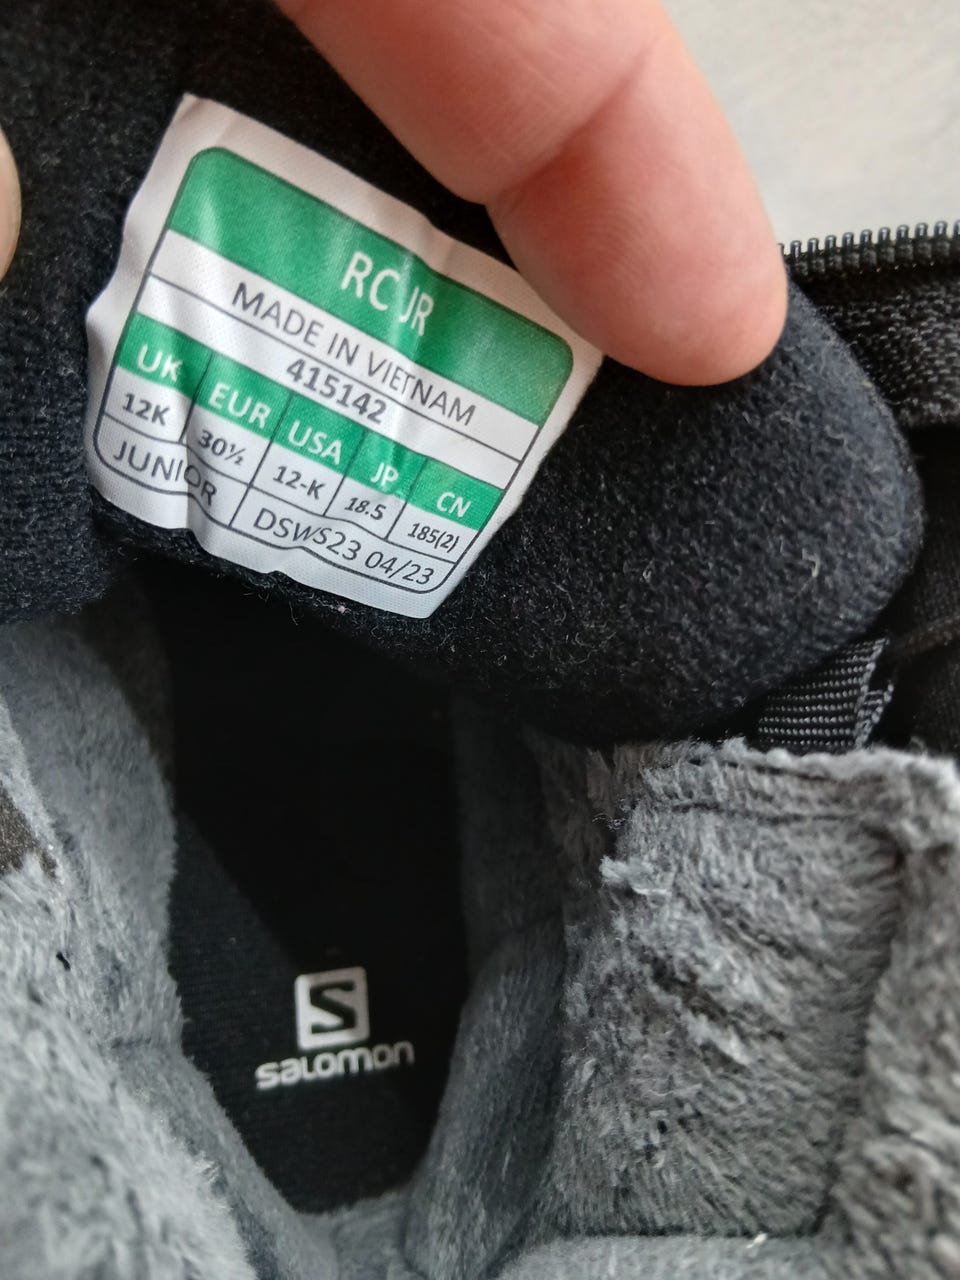 RC JR
MADE IN VIETNAM
415142
UK EUR USA JP CN
12K 30½ 12-K 18.5 185(2)
JUNIOR DSWS23 04/23
S
salomon